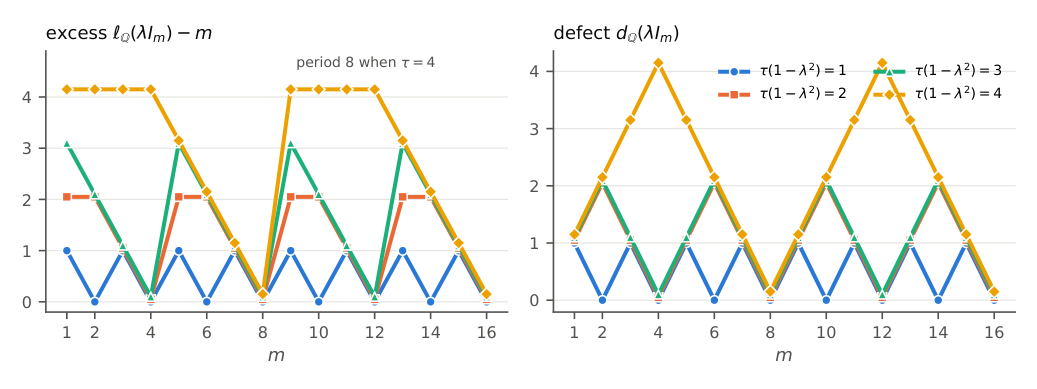 excess ℓ_ℚ(λI_m) − m
period 8 when τ = 4
4
3
2
1
0
1 2 4 6 8 10 12 14 16
m
defect d_ℚ(λI_m)
τ(1 − λ²) = 1
τ(1 − λ²) = 2
τ(1 − λ²) = 3
τ(1 − λ²) = 4
4
3
2
1
0
1 2 4 6 8 10 12 14 16
m